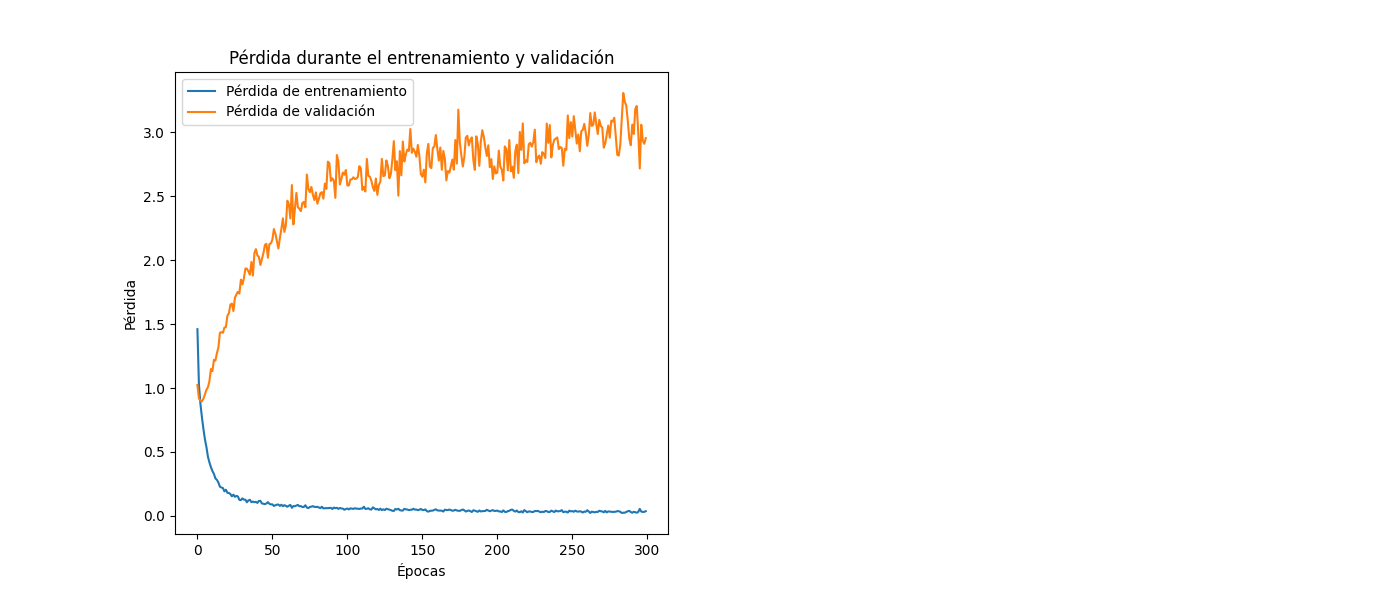 Pérdida durante el entrenamiento y validación
Pérdida de entrenamiento
Pérdida de validación
3.0
2.5
2.0
1.5
1.0
0.5
0.0
Pérdida
0 50 100 150 200 250 300
Épocas